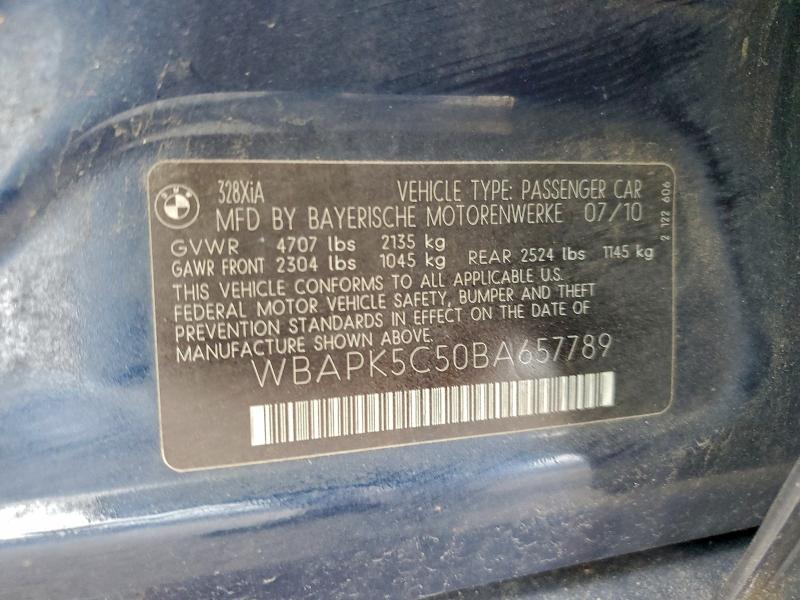 BMW
328XiA VEHICLE TYPE: PASSENGER CAR
MFD BY BAYERISCHE MOTORENWERKE 07/10
GVWR 4707 lbs 2135 kg
GAWR FRONT 2304 lbs 1045 kg REAR 2524 lbs 1145 kg
THIS VEHICLE CONFORMS TO ALL APPLICABLE U.S.
FEDERAL MOTOR VEHICLE SAFETY, BUMPER AND THEFT
PREVENTION STANDARDS IN EFFECT ON THE DATE OF
MANUFACTURE SHOWN ABOVE.
WBAPK5C50BA657789
2 122 606